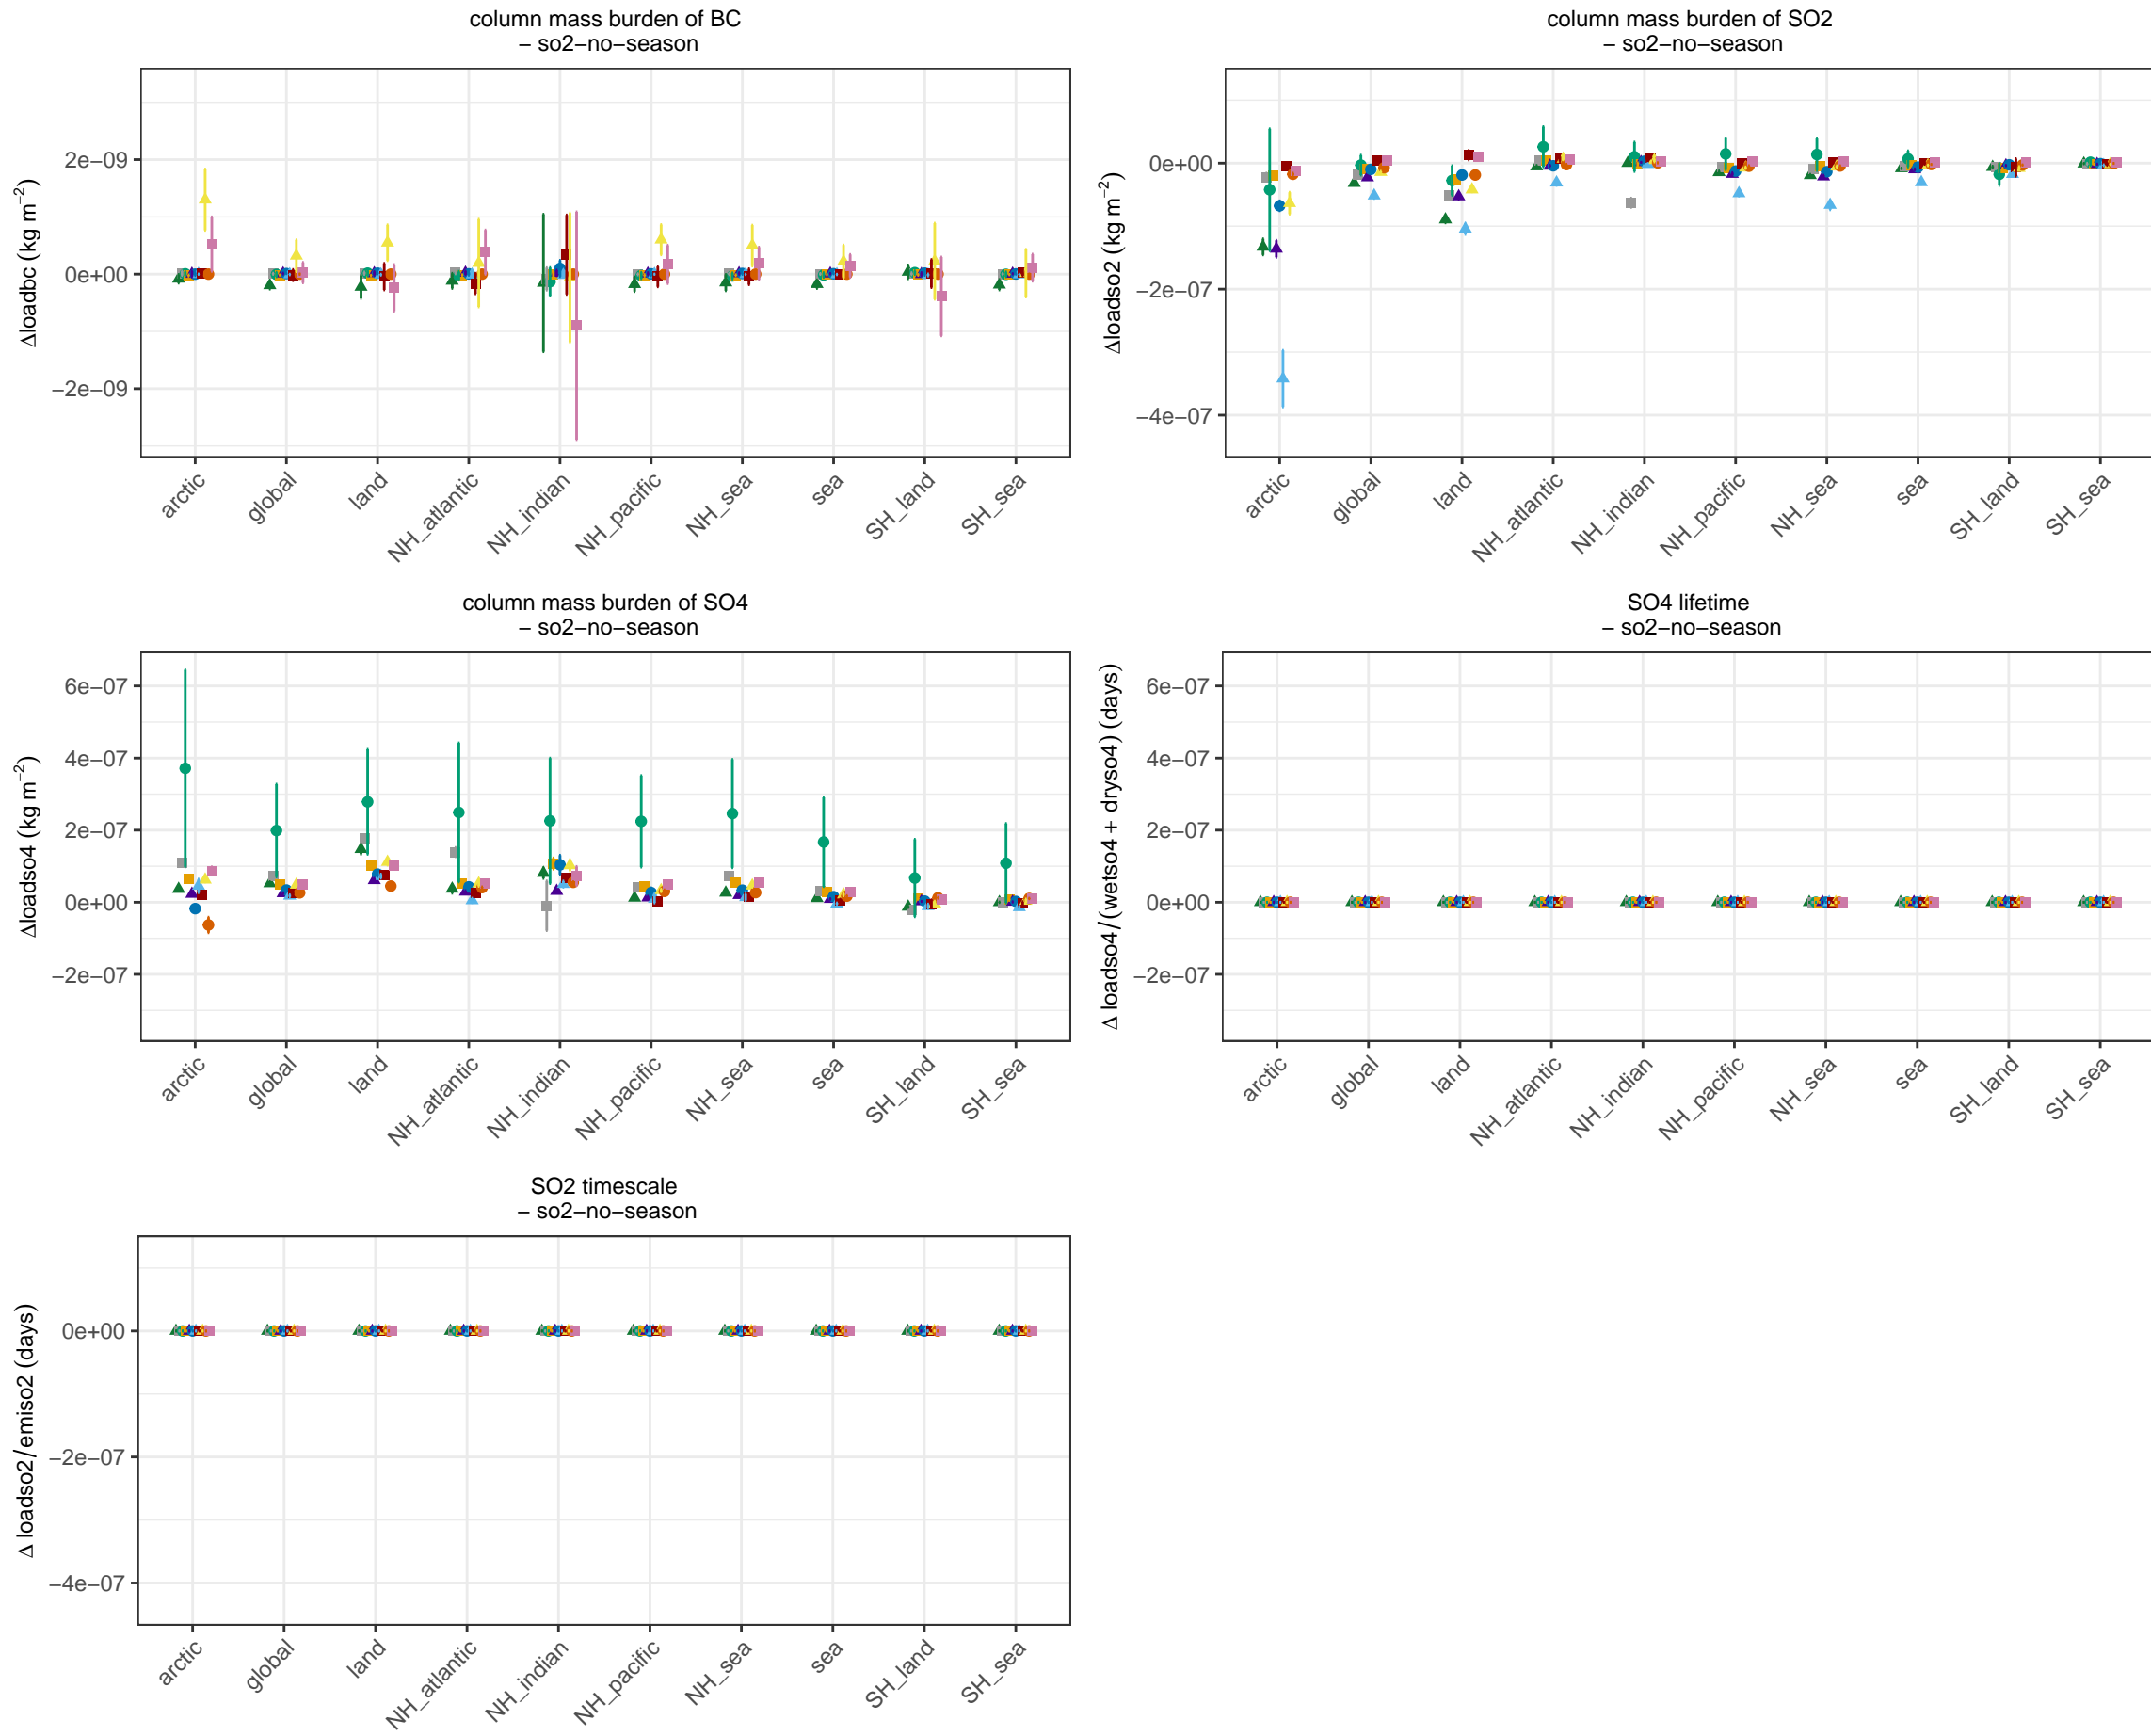 column mass burden of BC
− so2−no−season
Δloadbc (kg m−2)
2e−09
0e+00
−2e−09
arctic
global
land
NH_atlantic
NH_indian
NH_pacific
NH_sea
sea
SH_land
SH_sea
column mass burden of SO2
− so2−no−season
Δloadso2 (kg m−2)
0e+00
−2e−07
−4e−07
arctic
global
land
NH_atlantic
NH_indian
NH_pacific
NH_sea
sea
SH_land
SH_sea
column mass burden of SO4
− so2−no−season
Δloadso4 (kg m−2)
6e−07
4e−07
2e−07
0e+00
−2e−07
arctic
global
land
NH_atlantic
NH_indian
NH_pacific
NH_sea
sea
SH_land
SH_sea
SO4 lifetime
− so2−no−season
Δ loadso4/(wetso4 + dryso4) (days)
6e−07
4e−07
2e−07
0e+00
−2e−07
arctic
global
land
NH_atlantic
NH_indian
NH_pacific
NH_sea
sea
SH_land
SH_sea
SO2 timescale
− so2−no−season
Δ loadso2/emiso2 (days)
0e+00
−2e−07
−4e−07
arctic
global
land
NH_atlantic
NH_indian
NH_pacific
NH_sea
sea
SH_land
SH_sea